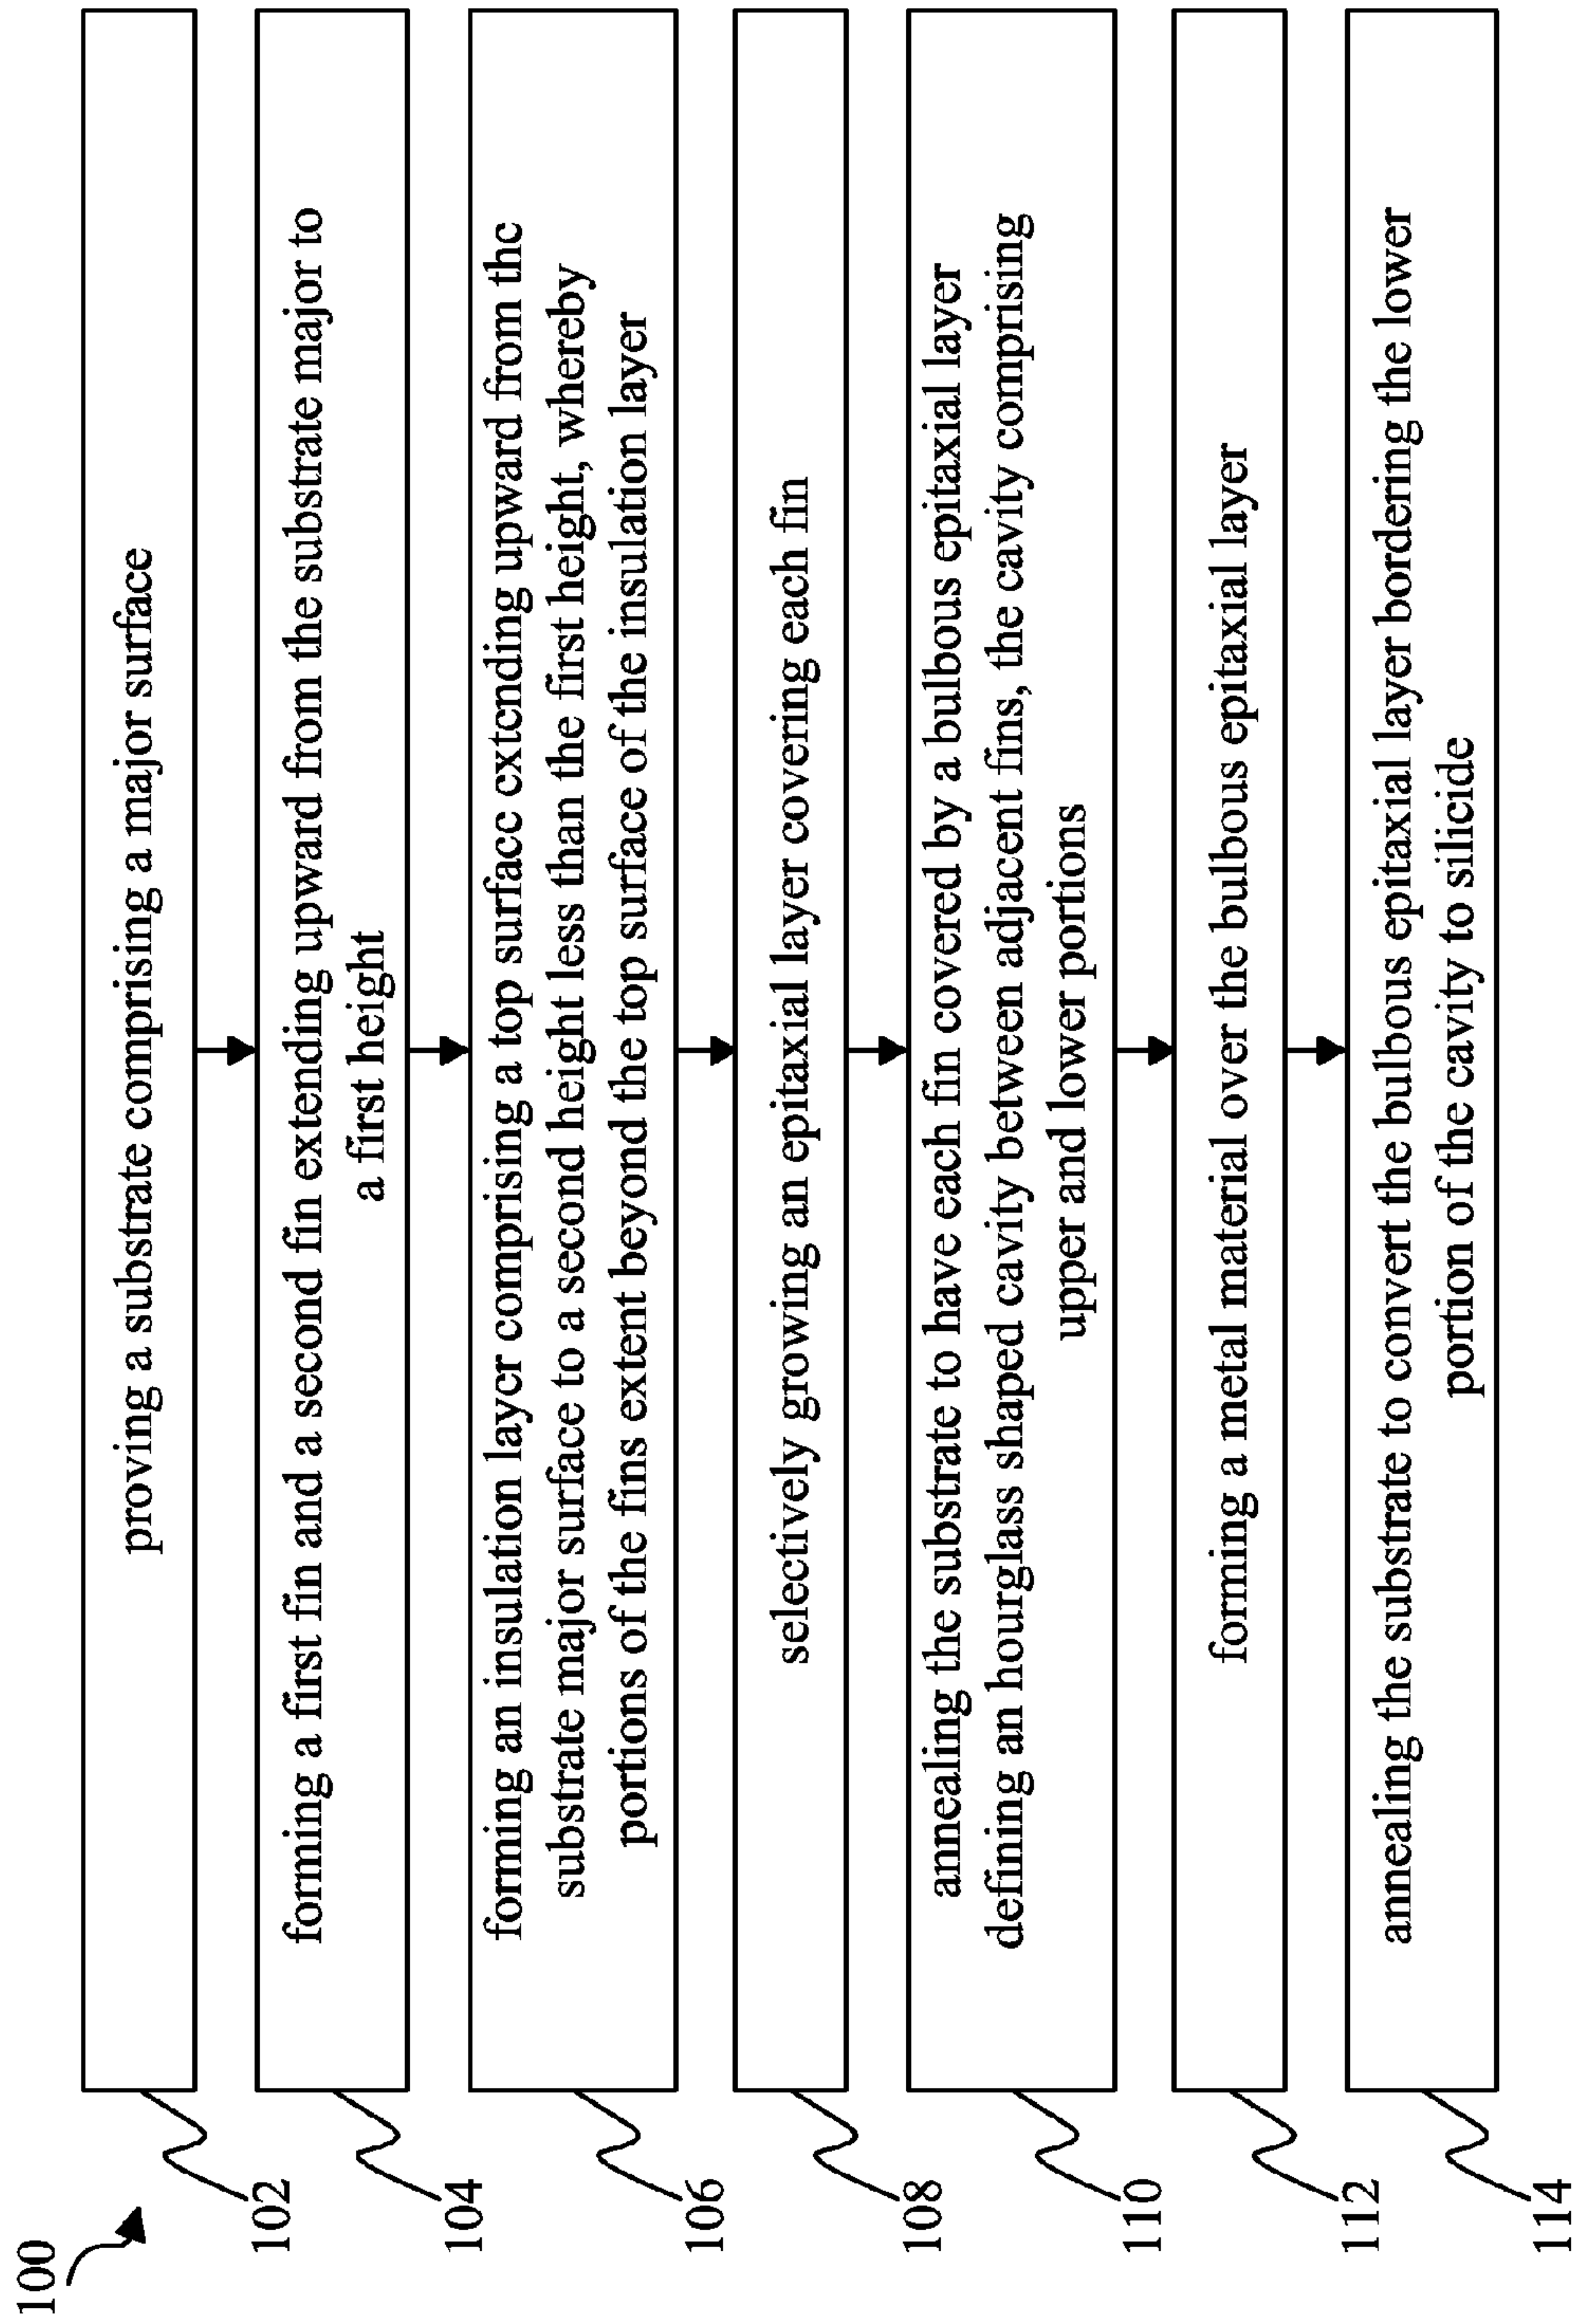 100
102
proving a substrate comprising a major surface
104
forming a first fin and a second fin extending upward from the substrate major to
a first height
106
forming an insulation layer comprising a top surface extending upward from the
substrate major surface to a second height less than the first height, whereby
portions of the fins extent beyond the top surface of the insulation layer
108
selectively growing an epitaxial layer covering each fin
110
annealing the substrate to have each fin covered by a bulbous epitaxial layer
defining an hourglass shaped cavity between adjacent fins, the cavity comprising
upper and lower portions
112
forming a metal material over the bulbous epitaxial layer
114
annealing the substrate to convert the bulbous epitaxial layer bordering the lower
portion of the cavity to silicide